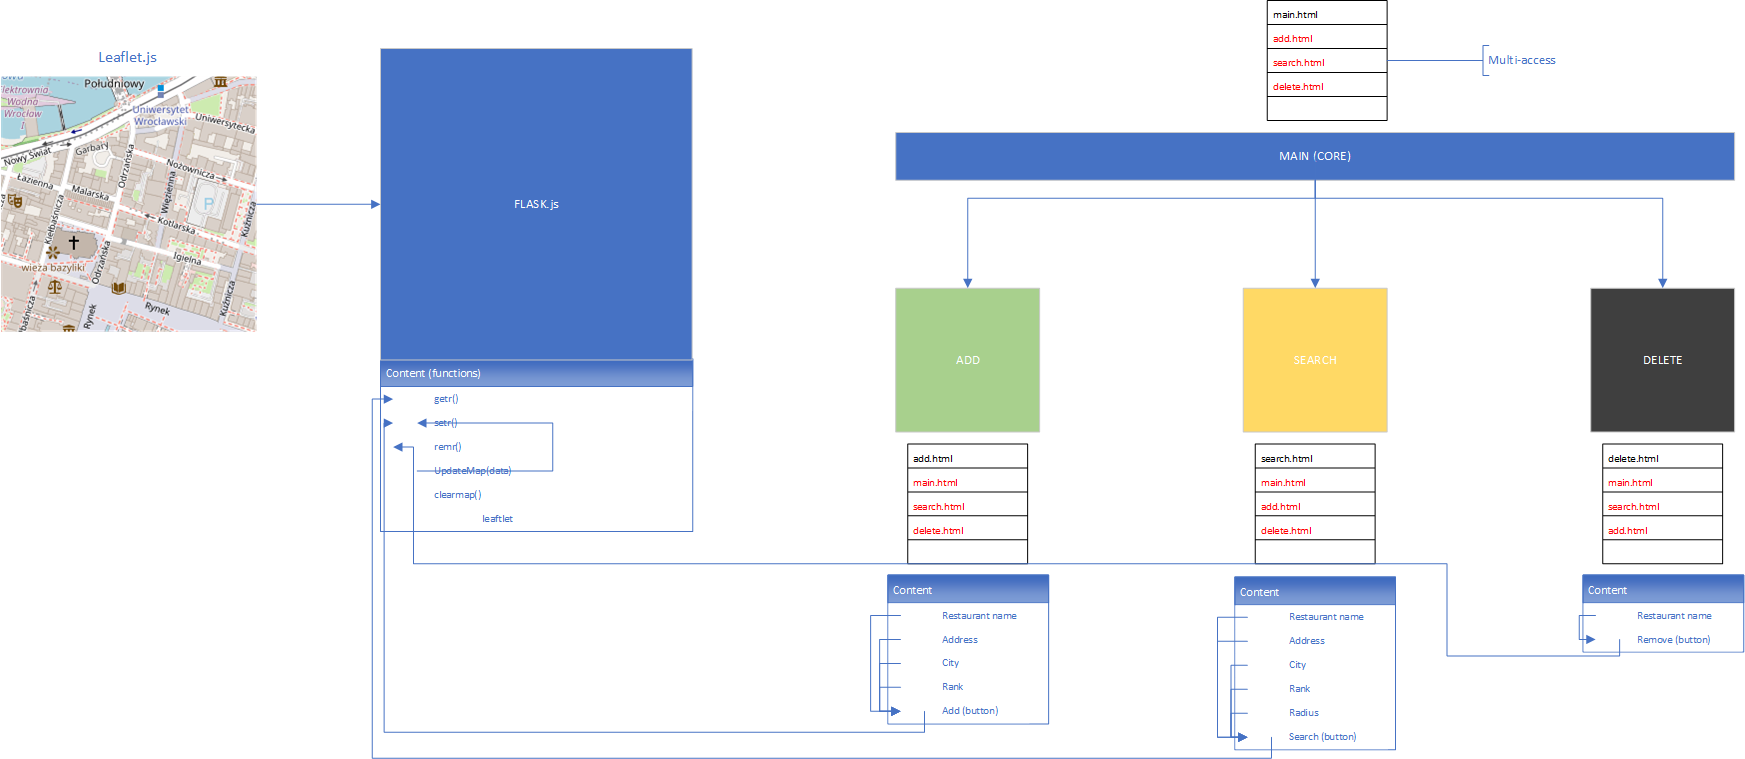 Leaflet.js
Południowy
lektrownia
Wodna
Wrocław
I
Uniwersytet
Wrocławski
Uniwersytecka
Nowy Świat
Garbary
Odrzańska
Nożownicza
Łazienna
Malarska
Więzienna
P
Kiełbaśnicza
Kotlarska
Kuźnicza
Igielna
wieża bazyliki
Odrzańska
Kuźnicza
Rynek
Rynek
FLASK.js
Content (functions)
getr()
setr()
remr()
UpdateMap(data)
clearmap()
leaftlet
main.html
add.html
search.html
delete.html
Multi-access
MAIN (CORE)
ADD
SEARCH
DELETE
add.html
main.html
search.html
delete.html
search.html
main.html
add.html
delete.html
delete.html
main.html
search.html
add.html
Content
Restaurant name
Address
City
Rank
Add (button)
Content
Restaurant name
Address
City
Rank
Radius
Search (button)
Content
Restaurant name
Remove (button)